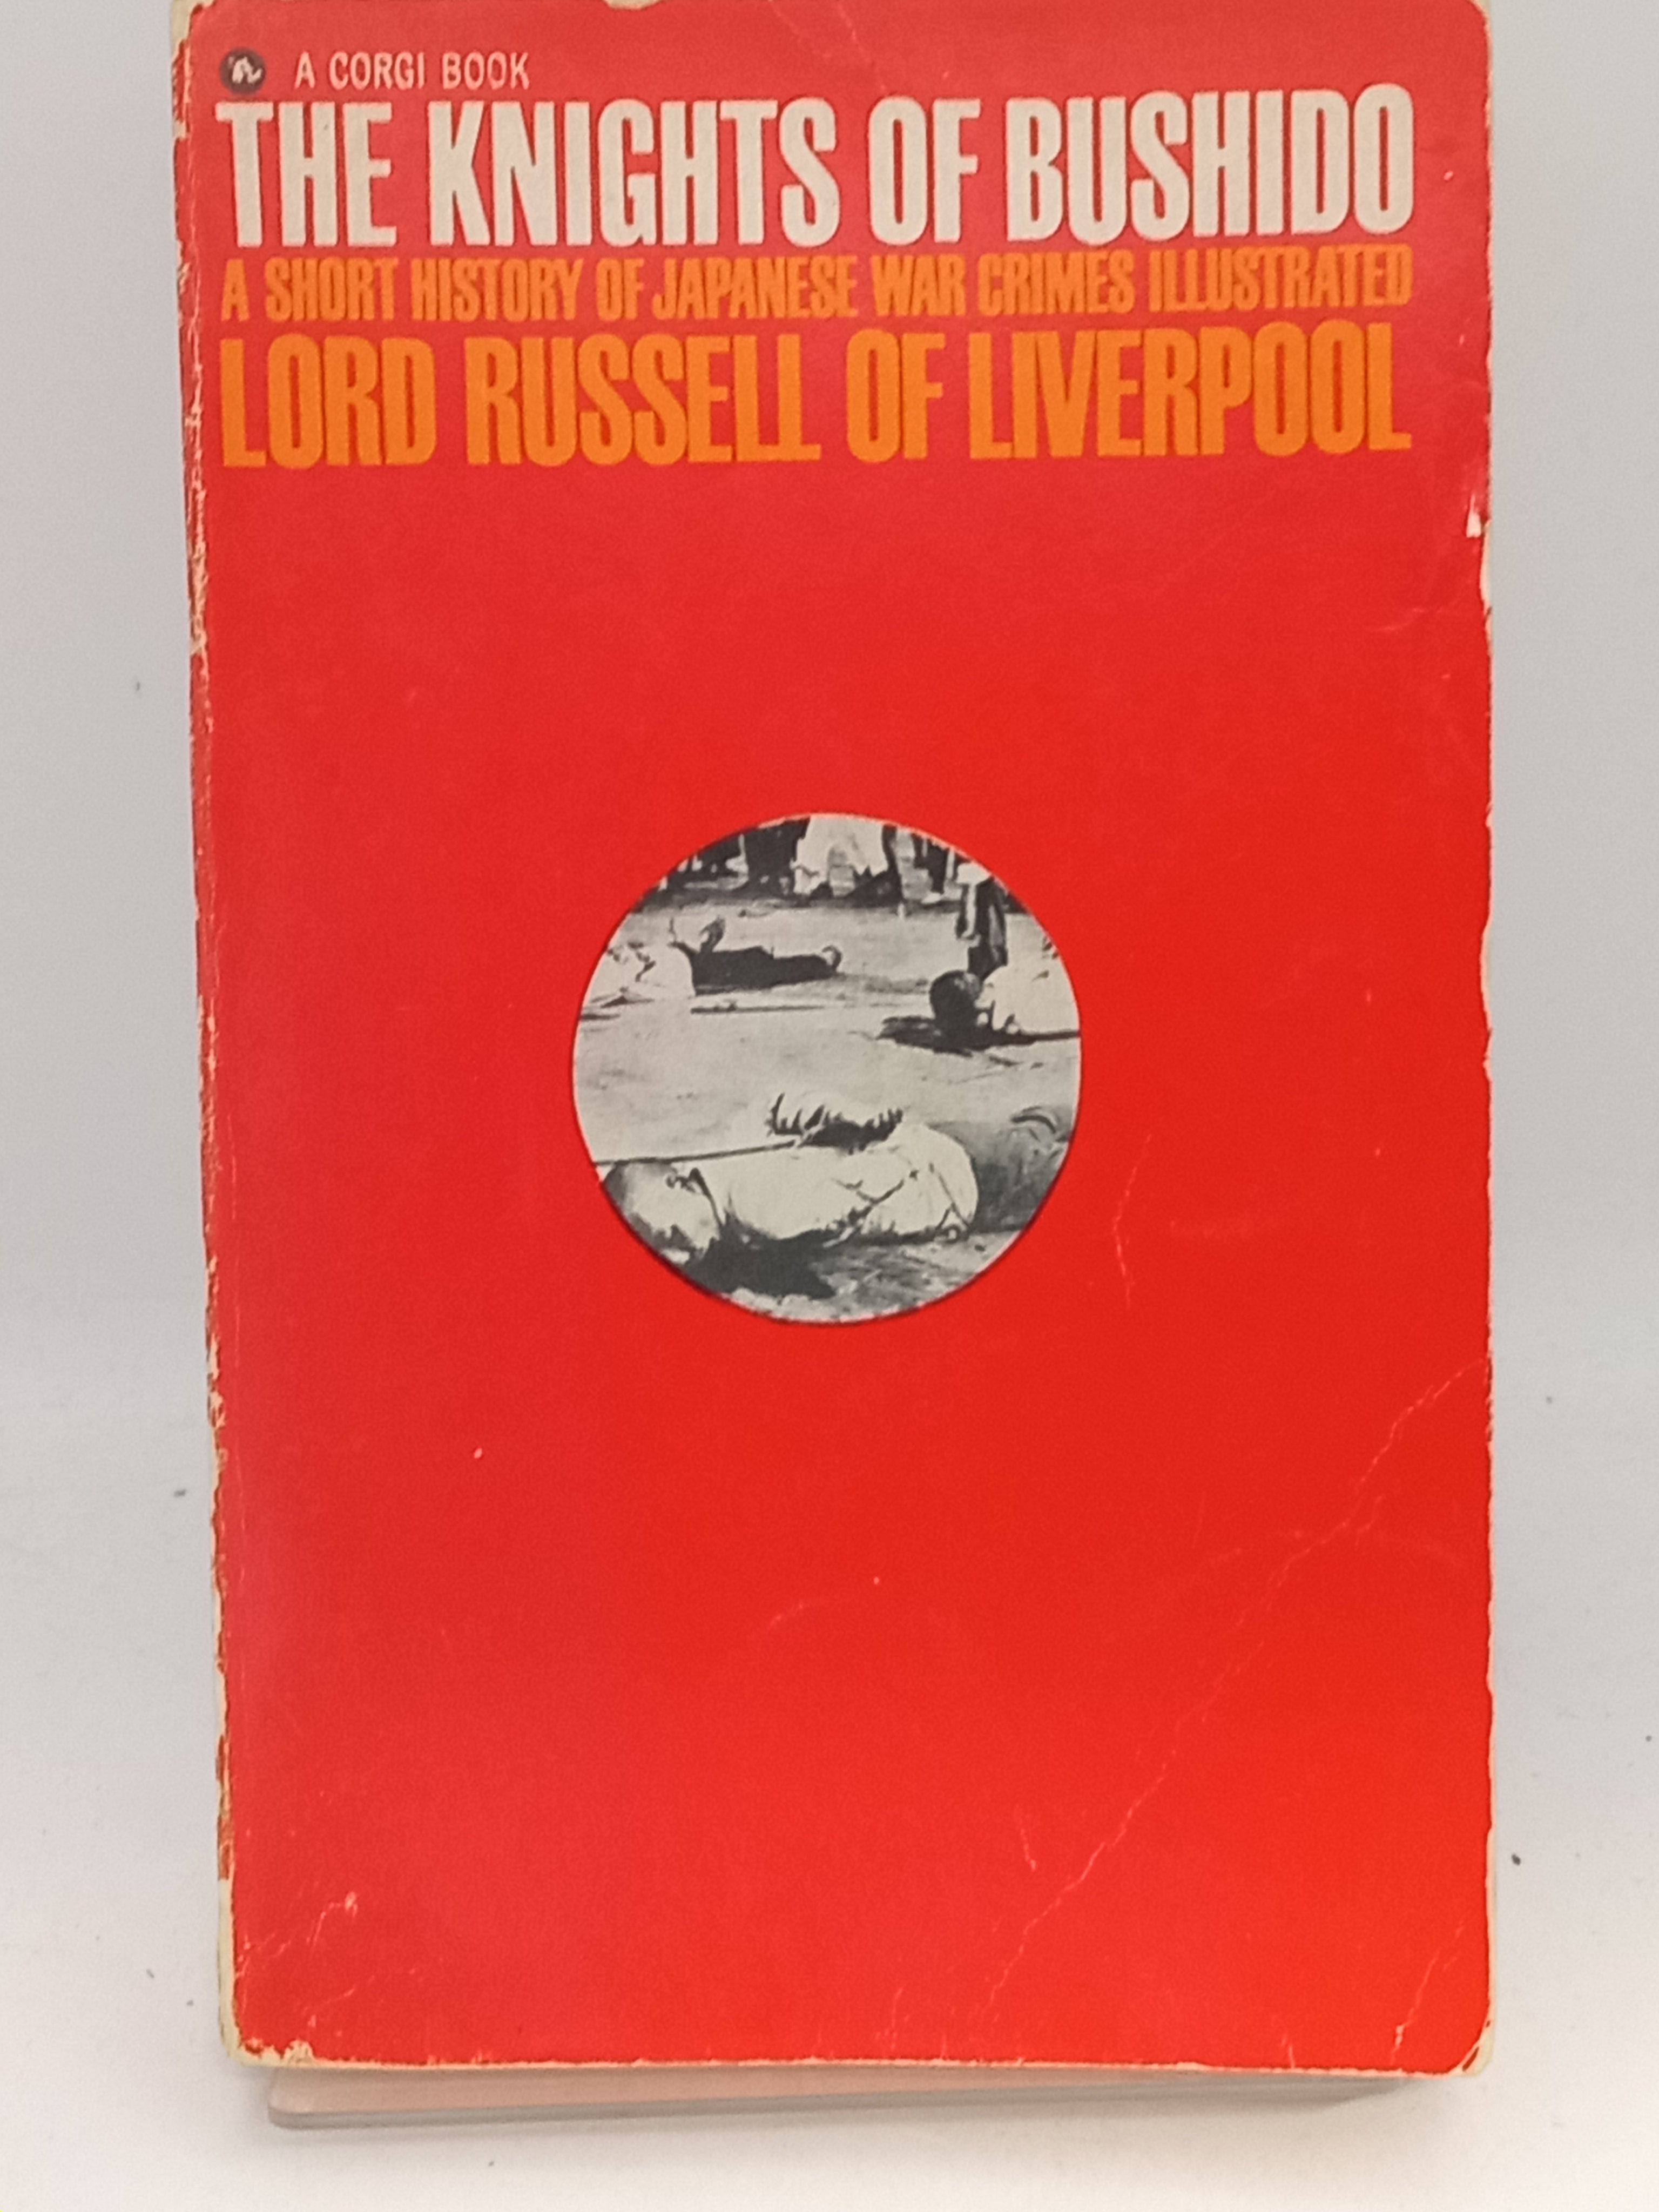 A CORGI BOOK
THE KNIGHTS OF BUSHIDO
A SHORT HISTORY OF JAPANESE WAR CRIMES ILLUSTRATED
LORD RUSSELL OF LIVERPOOL